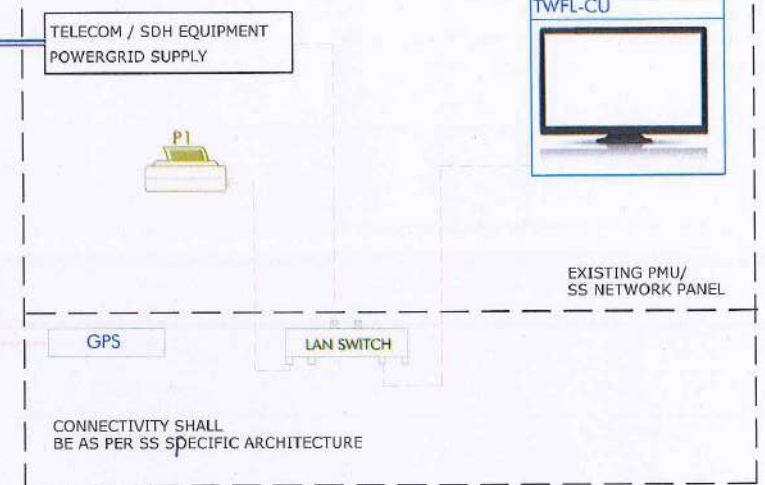 TWFL-CU
TELECOM / SDH EQUIPMENT
POWERGRID SUPPLY
P1
EXISTING PMU/
SS NETWORK PANEL
GPS
LAN SWITCH
CONNECTIVITY SHALL
BE AS PER SS SPECIFIC ARCHITECTURE